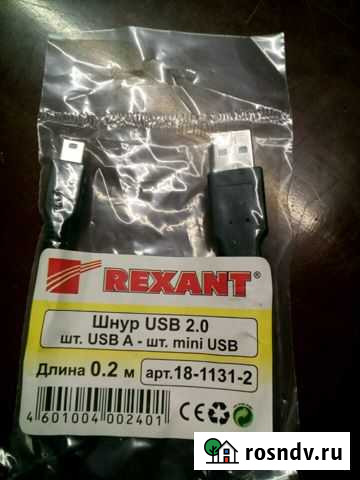 REXANT®
Шнур USB 2.0
шт. USB A - шт. mini USB
Длина 0.2 м арт.18-1131-2
4 601004 002401
CE
rosndv.ru